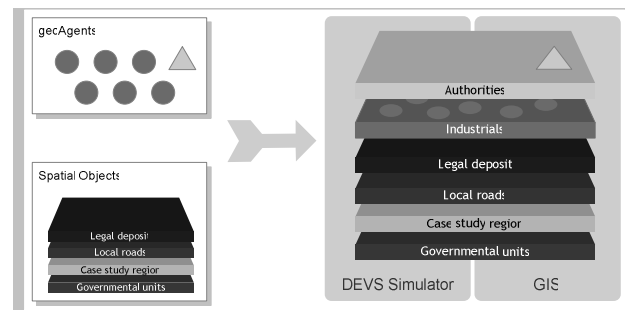 gecAgents
Spatial Objects
Legal deposit
Local roads
Case study region
Governmental units
Authorities
Industrials
Legal deposit
Local roads
Case study region
Governmental units
DEVS Simulator
GIS